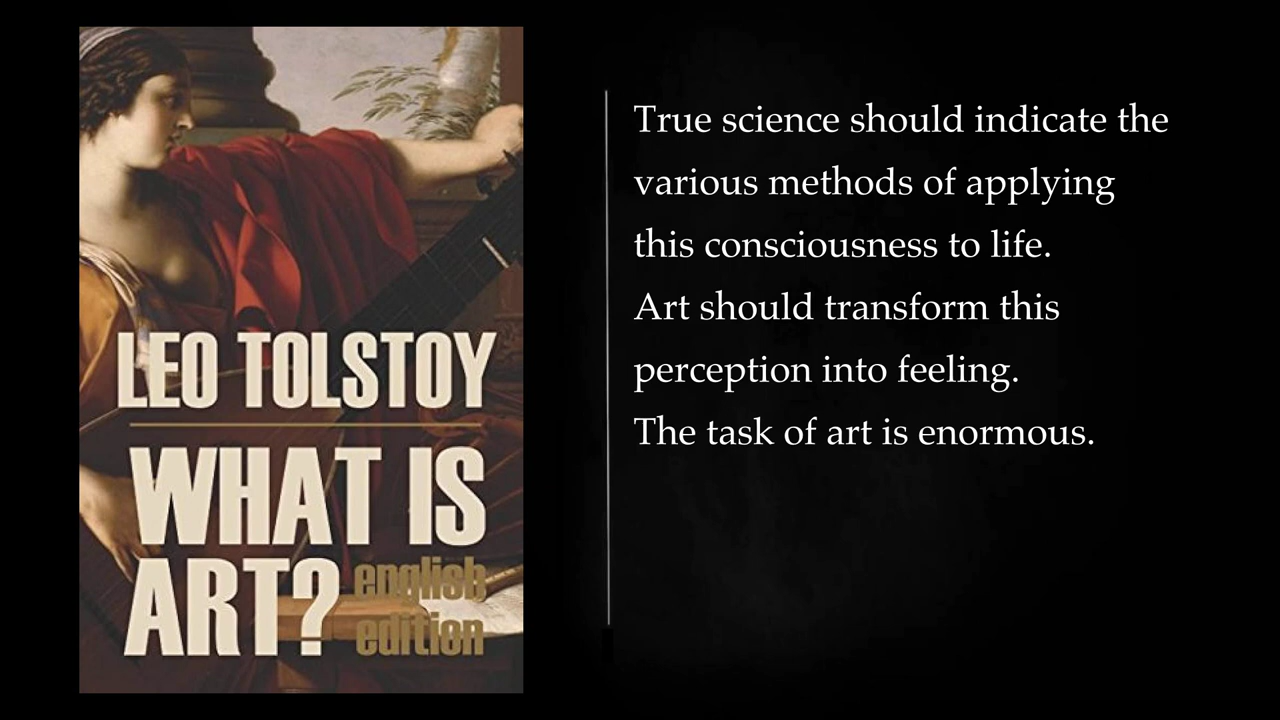 LEO TOLSTOY
WHAT IS
ART?
english
edition
True science should indicate the
various methods of applying
this consciousness to life.
Art should transform this
perception into feeling.
The task of art is enormous.